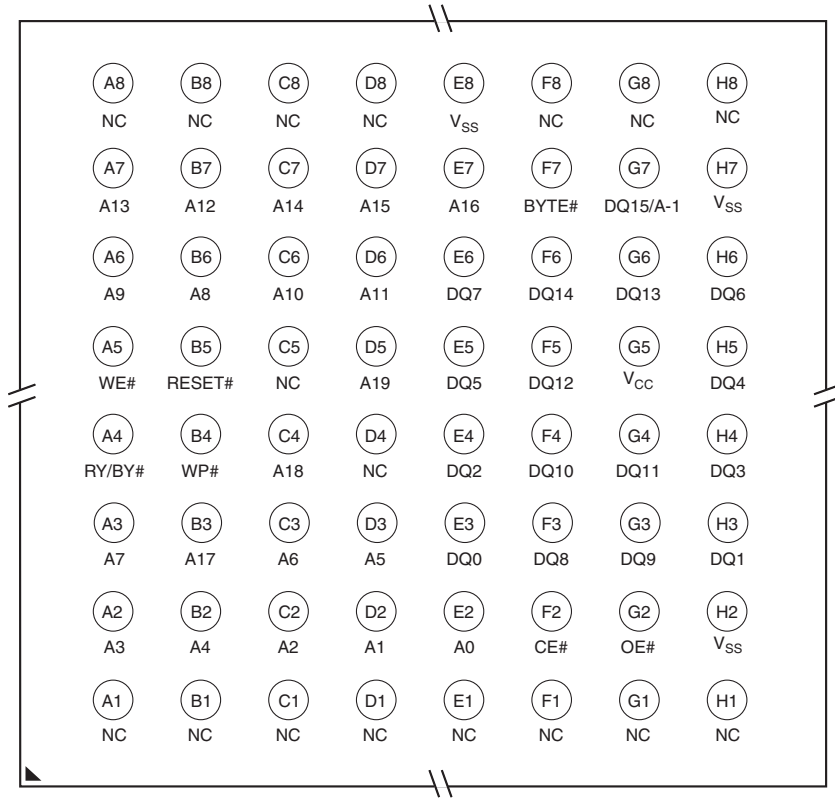 A8 B8 C8 D8 E8 F8 G8 H8
NC NC NC NC VSS NC NC NC
A7 B7 C7 D7 E7 F7 G7 H7
A13 A12 A14 A15 A16 BYTE# DQ15/A-1 VSS
A6 B6 C6 D6 E6 F6 G6 H6
A9 A8 A10 A11 DQ7 DQ14 DQ13 DQ6
A5 B5 C5 D5 E5 F5 G5 H5
WE# RESET# NC A19 DQ5 DQ12 VCC DQ4
A4 B4 C4 D4 E4 F4 G4 H4
RY/BY# WP# A18 NC DQ2 DQ10 DQ11 DQ3
A3 B3 C3 D3 E3 F3 G3 H3
A7 A17 A6 A5 DQ0 DQ8 DQ9 DQ1
A2 B2 C2 D2 E2 F2 G2 H2
A3 A4 A2 A1 A0 CE# OE# VSS
A1 B1 C1 D1 E1 F1 G1 H1
NC NC NC NC NC NC NC NC